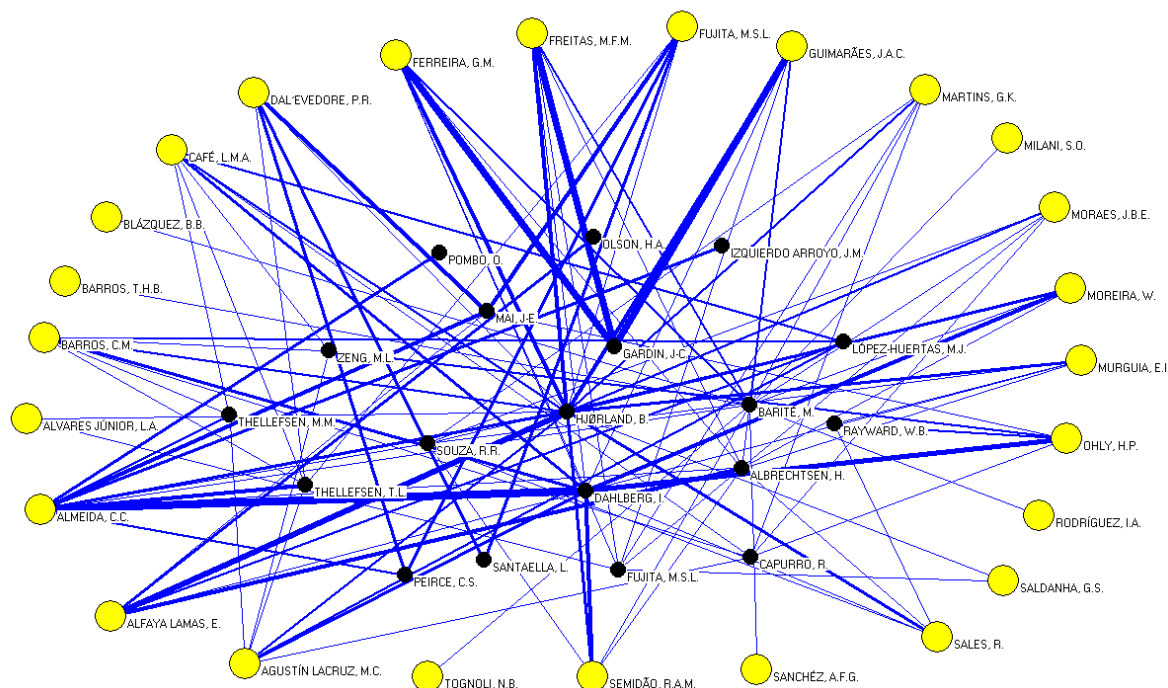 FUJITA, M.S.L.
FREITAS, M.F.M.
GUIMARÃES, J.A.C.
FERREIRA, G.M.
DAL´EVEDORE, P.R.
MARTINS, G.K.
MILANI, S.O.
CAFÉ, L.M.A.
BLÁZQUEZ, B.B.
MORAES, J.B.E.
OLSON, H.A.
IZQUIERDO ARROYO, J.M.
POMBO, O.
BARROS, T.H.B.
MOREIRA, W.
MAI, J-E.
BARROS, C.M.
ZENG, M.L.
GARDIN, J-C.
LÓPEZ-HUERTAS, M.J.
MURGUIA, E.I
THELLEFSEN, M.M.
HJØRLAND, B.
BARITÉ, M.
ALVARES JÚNIOR, L.A.
RAYWARD, W.B.
SOUZA, R.R.
OHLY, H.P.
ALBRECHTSEN, H.
THELLEFSEN, T.L.
DAHLBERG, I.
ALMEIDA, C.C.
RODRÍGUEZ, I.A.
PEIRCE, C.S.
SANTAELLA, L.
FUJITA, M.S.L.
CAPURRO, R.
SALDANHA, G.S.
ALFAYA LAMAS, E.
SALES, R.
AGUSTÍN LACRUZ, M.C.
TOGNOLI, N.B.
SEMIDÃO, R.A.M.
SANCHÉZ, A.F.G.